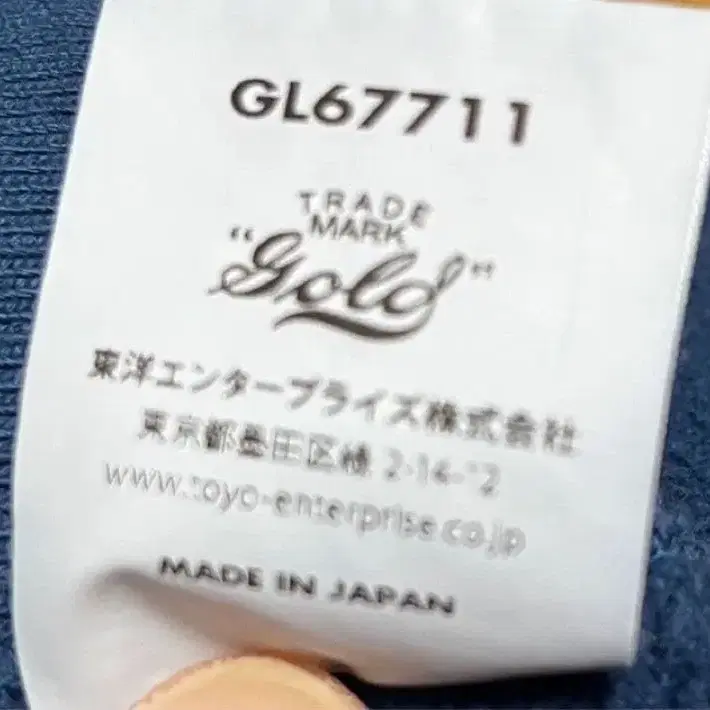 GL67711
TRADE
MARK
"Gold"
東洋エンタープライズ株式会社
東京都墨田区緑 2-14-12
www.toyo-enterprise.co.jp
MADE IN JAPAN